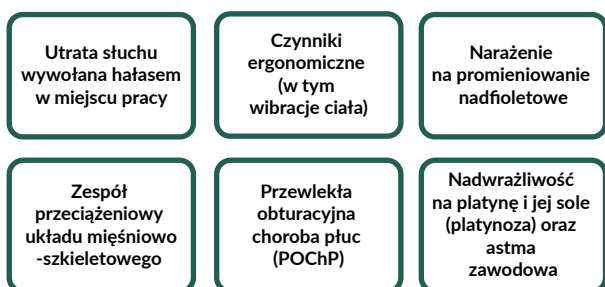 Utrata słuchu
wywołana hałasem
w miejscu pracy
Czynniki
ergonomiczne
(w tym
wibracje ciała)
Narażenie
na promieniowanie
nadfioletowe
Zespół
przeciążeniowy
układu mięśniowo
-szkieletowego
Przewlekła
obturacyjna
choroba płuc
(POChP)
Nadwrażliwość
na platynę i jej sole
(platynoza) oraz
astma
zawodowa